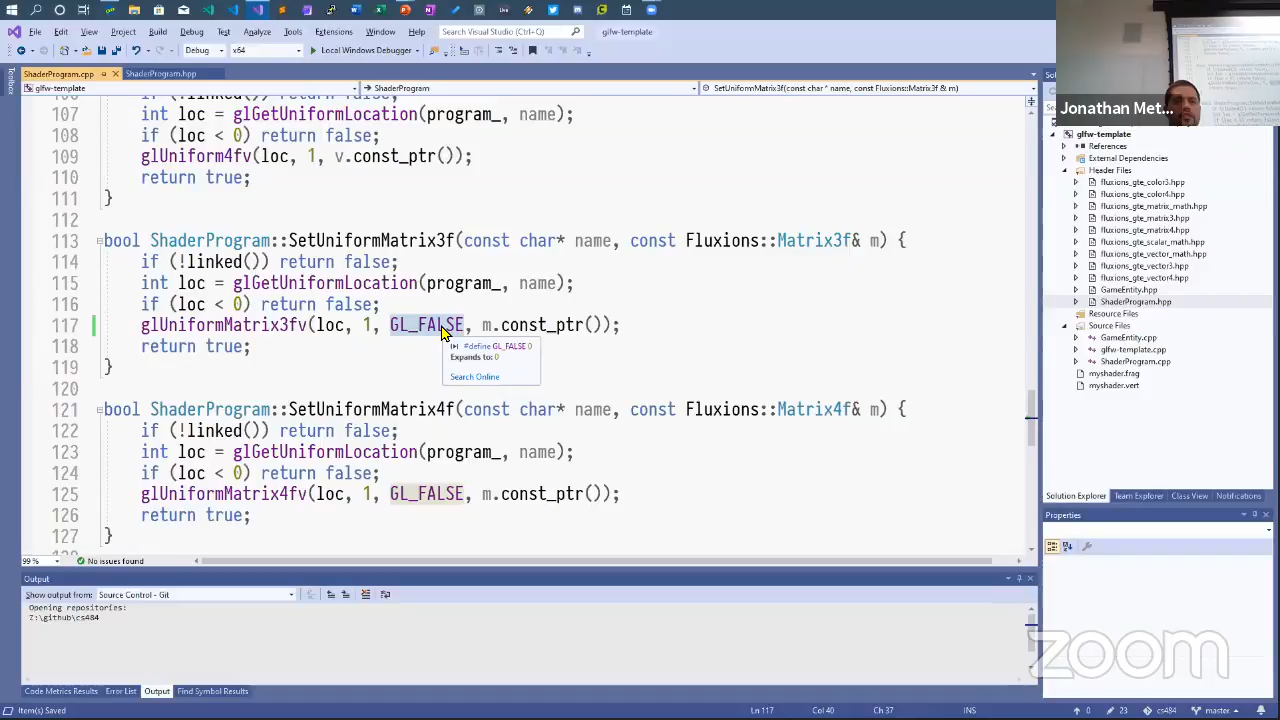 File Edit View Project Build Debug Test Analyze Tools Extensions Window Help Search Visual Studio (Ctrl+Q) glfw-template
Debug x64 Local Windows Debugger
Toolbox
ShaderProgram.cpp ShaderProgram.hpp
glfw-template ShaderProgram SetUniformMatrix3f(const char * name, const Fluxions::Matrix3f & m)
106 if (!linked()) return false;
107 int loc = glGetUniformLocation(program_, name);
108 if (loc < 0) return false;
109 glUniform4fv(loc, 1, v.const_ptr());
110 return true;
111 }
112
113 bool ShaderProgram::SetUniformMatrix3f(const char* name, const Fluxions::Matrix3f& m) {
114 if (!linked()) return false;
115 int loc = glGetUniformLocation(program_, name);
116 if (loc < 0) return false;
117 glUniformMatrix3fv(loc, 1, GL_FALSE, m.const_ptr());
118 return true;
119 }
120
121 bool ShaderProgram::SetUniformMatrix4f(const char* name, const Fluxions::Matrix4f& m) {
122 if (!linked()) return false;
123 int loc = glGetUniformLocation(program_, name);
124 if (loc < 0) return false;
125 glUniformMatrix4fv(loc, 1, GL_FALSE, m.const_ptr());
126 return true;
127 }
#define GL_FALSE 0
Expands to: 0
Search Online
99 % No issues found
Output
Show output from: Source Control - Git
Opening repositories:
Z:\github\cs484
Code Metrics Results Error List Output Find Symbol Results
Item(s) Saved Ln 117 Col 40 Ch 37 INS 0 23 cs484 master
Jonathan Met...
glfw-template
References
External Dependencies
Header Files
fluxions_gte_color3.hpp
fluxions_gte_color4.hpp
fluxions_gte_matrix_math.hpp
fluxions_gte_matrix3.hpp
fluxions_gte_matrix4.hpp
fluxions_gte_scalar_math.hpp
fluxions_gte_vector_math.hpp
fluxions_gte_vector3.hpp
fluxions_gte_vector4.hpp
GameEntity.hpp
ShaderProgram.hpp
Resource Files
Source Files
GameEntity.cpp
glfw-template.cpp
ShaderProgram.cpp
myshader.frag
myshader.vert
Solution Explorer Team Explorer Class View Notifications
Properties
zoom